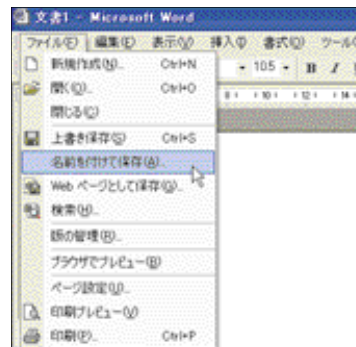 文書1 - Microsoft Word
ファイル(F) 編集(E) 表示(V) 挿入(I) 書式(O) ツール
新規作成(N)... Ctrl+N
10.5 B I
開く(O)... Ctrl+O
閉じる(C)
上書き保存(S) Ctrl+S
名前を付けて保存(A)...
Web ページとして保存(G)...
検索(H)...
版の管理(R)...
ブラウザでプレビュー(B)
ページ設定(U)...
印刷プレビュー(V)
印刷(P)... Ctrl+P